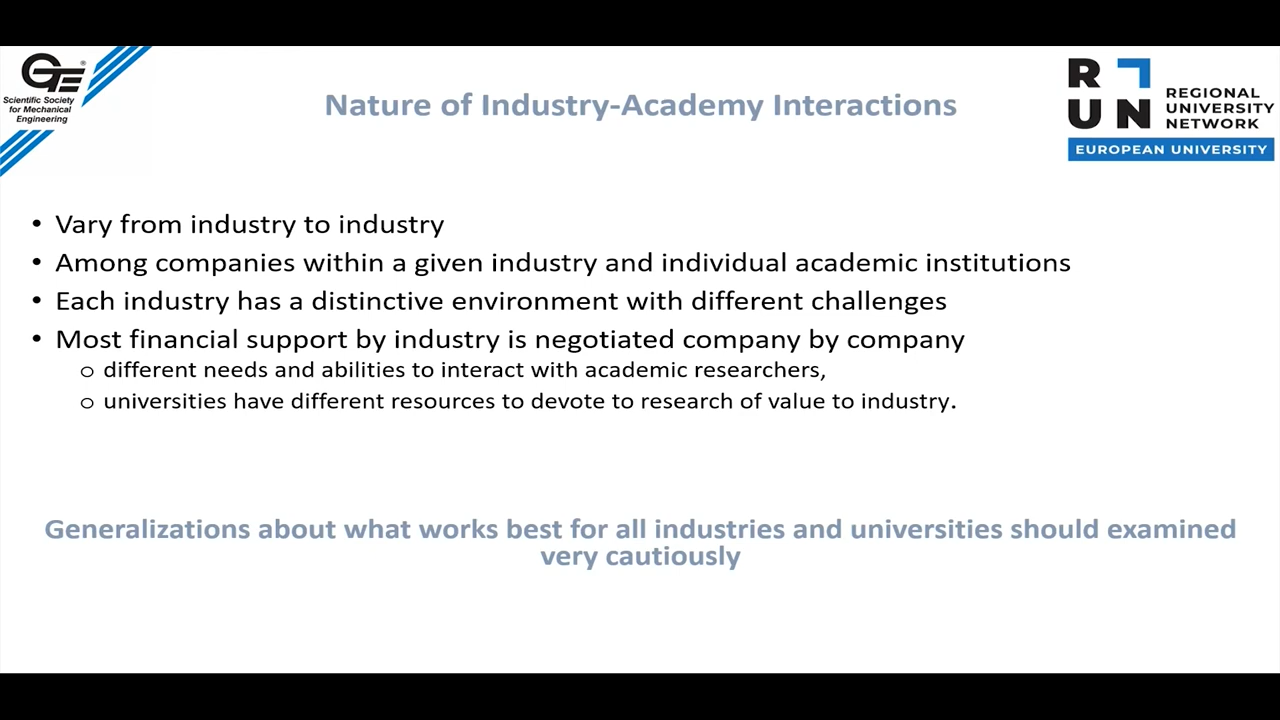 GTE®
Scientific Society
for Mechanical
Engineering
Nature of Industry-Academy Interactions
R
UN
REGIONAL
UNIVERSITY
NETWORK
EUROPEAN UNIVERSITY
• Vary from industry to industry
• Among companies within a given industry and individual academic institutions
• Each industry has a distinctive environment with different challenges
• Most financial support by industry is negotiated company by company
o different needs and abilities to interact with academic researchers,
o universities have different resources to devote to research of value to industry.
Generalizations about what works best for all industries and universities should examined
very cautiously